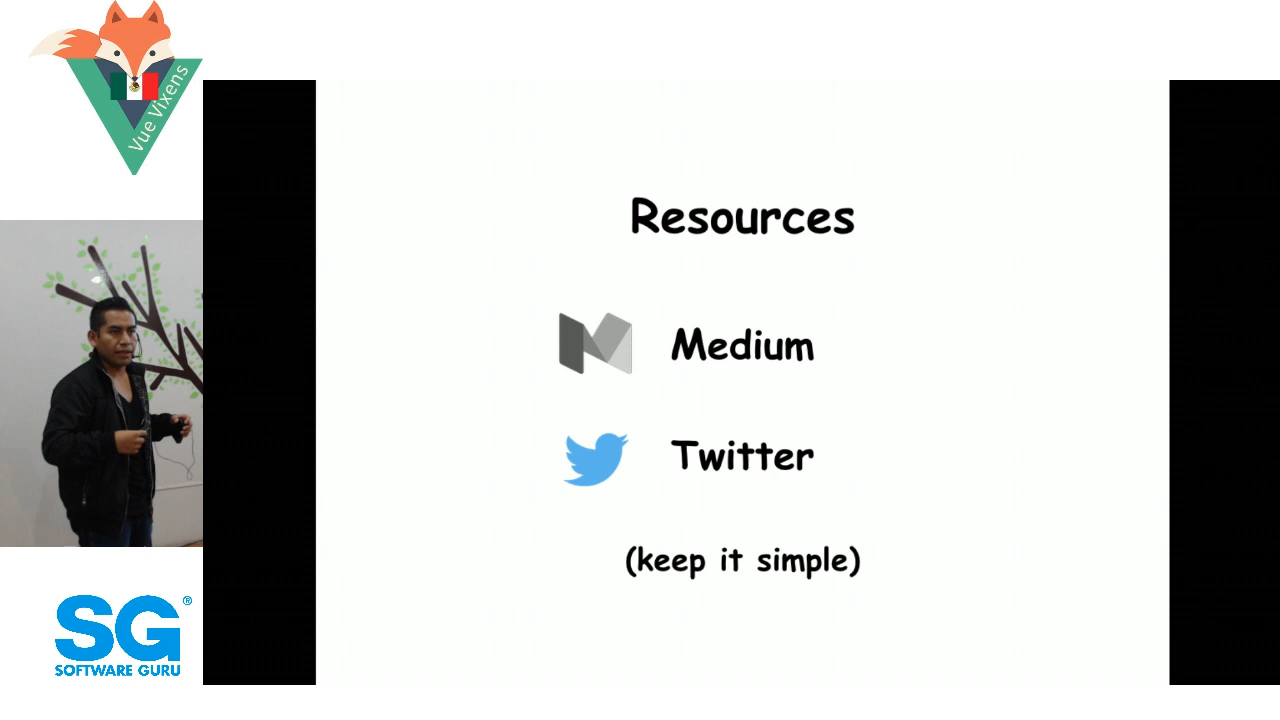 Vue Vixens
Resources
Medium
Twitter
(keep it simple)
SG®
SOFTWARE GURU